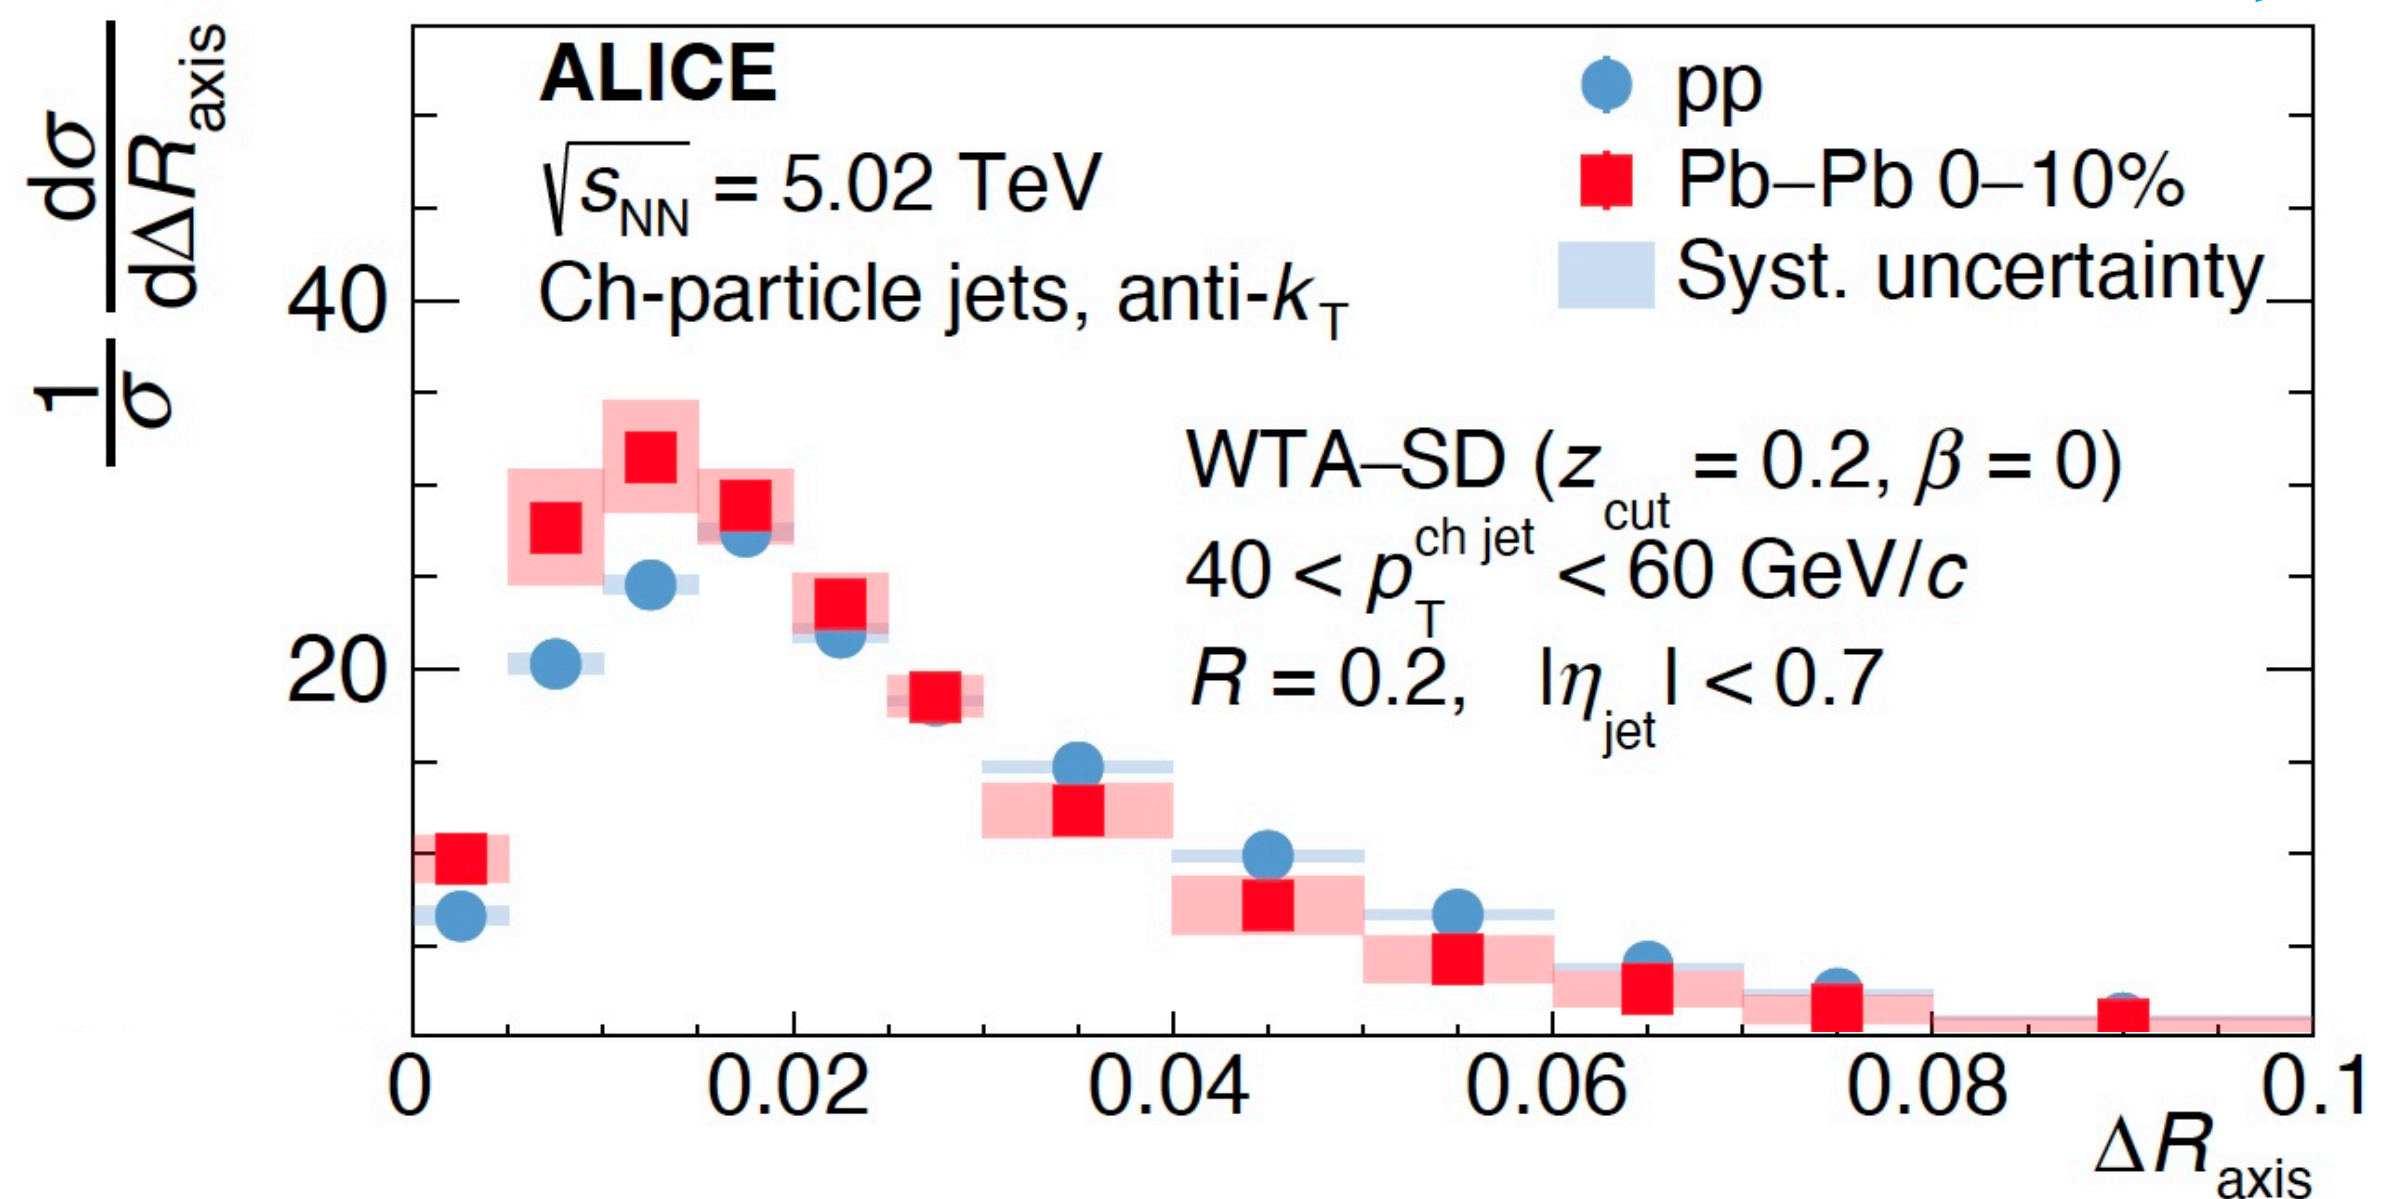 1/σ dσ/dΔR_axis
ALICE
√s_NN = 5.02 TeV
Ch-particle jets, anti-k_T
pp
Pb–Pb 0–10%
Syst. uncertainty
WTA–SD (z_cut = 0.2, β = 0)
40 < p_T^ch jet < 60 GeV/c
R = 0.2, |η_jet| < 0.7
40
20
0 0.02 0.04 0.06 0.08 0.1
ΔR_axis